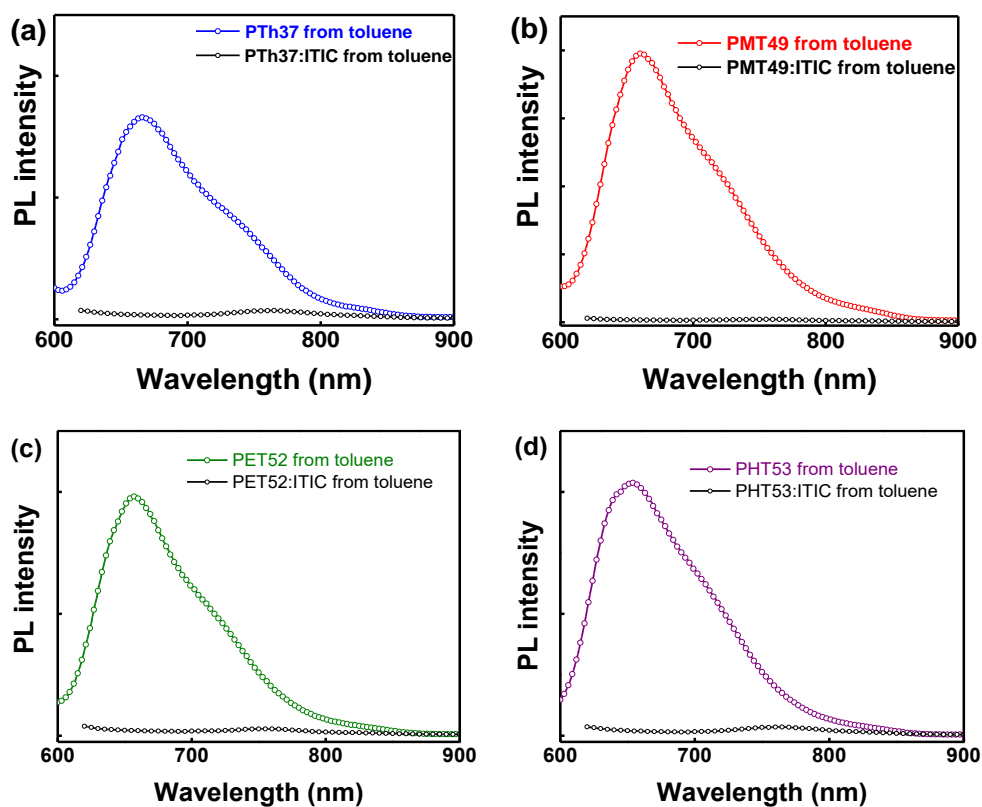 (a)
PTh37 from toluene
PTh37:ITIC from toluene
PL intensity
600 700 800 900
Wavelength (nm)
(b)
PMT49 from toluene
PMT49:ITIC from toluene
PL intensity
600 700 800 900
Wavelength (nm)
(c)
PET52 from toluene
PET52:ITIC from toluene
PL intensity
600 700 800 900
Wavelength (nm)
(d)
PHT53 from toluene
PHT53:ITIC from toluene
PL intensity
600 700 800 900
Wavelength (nm)